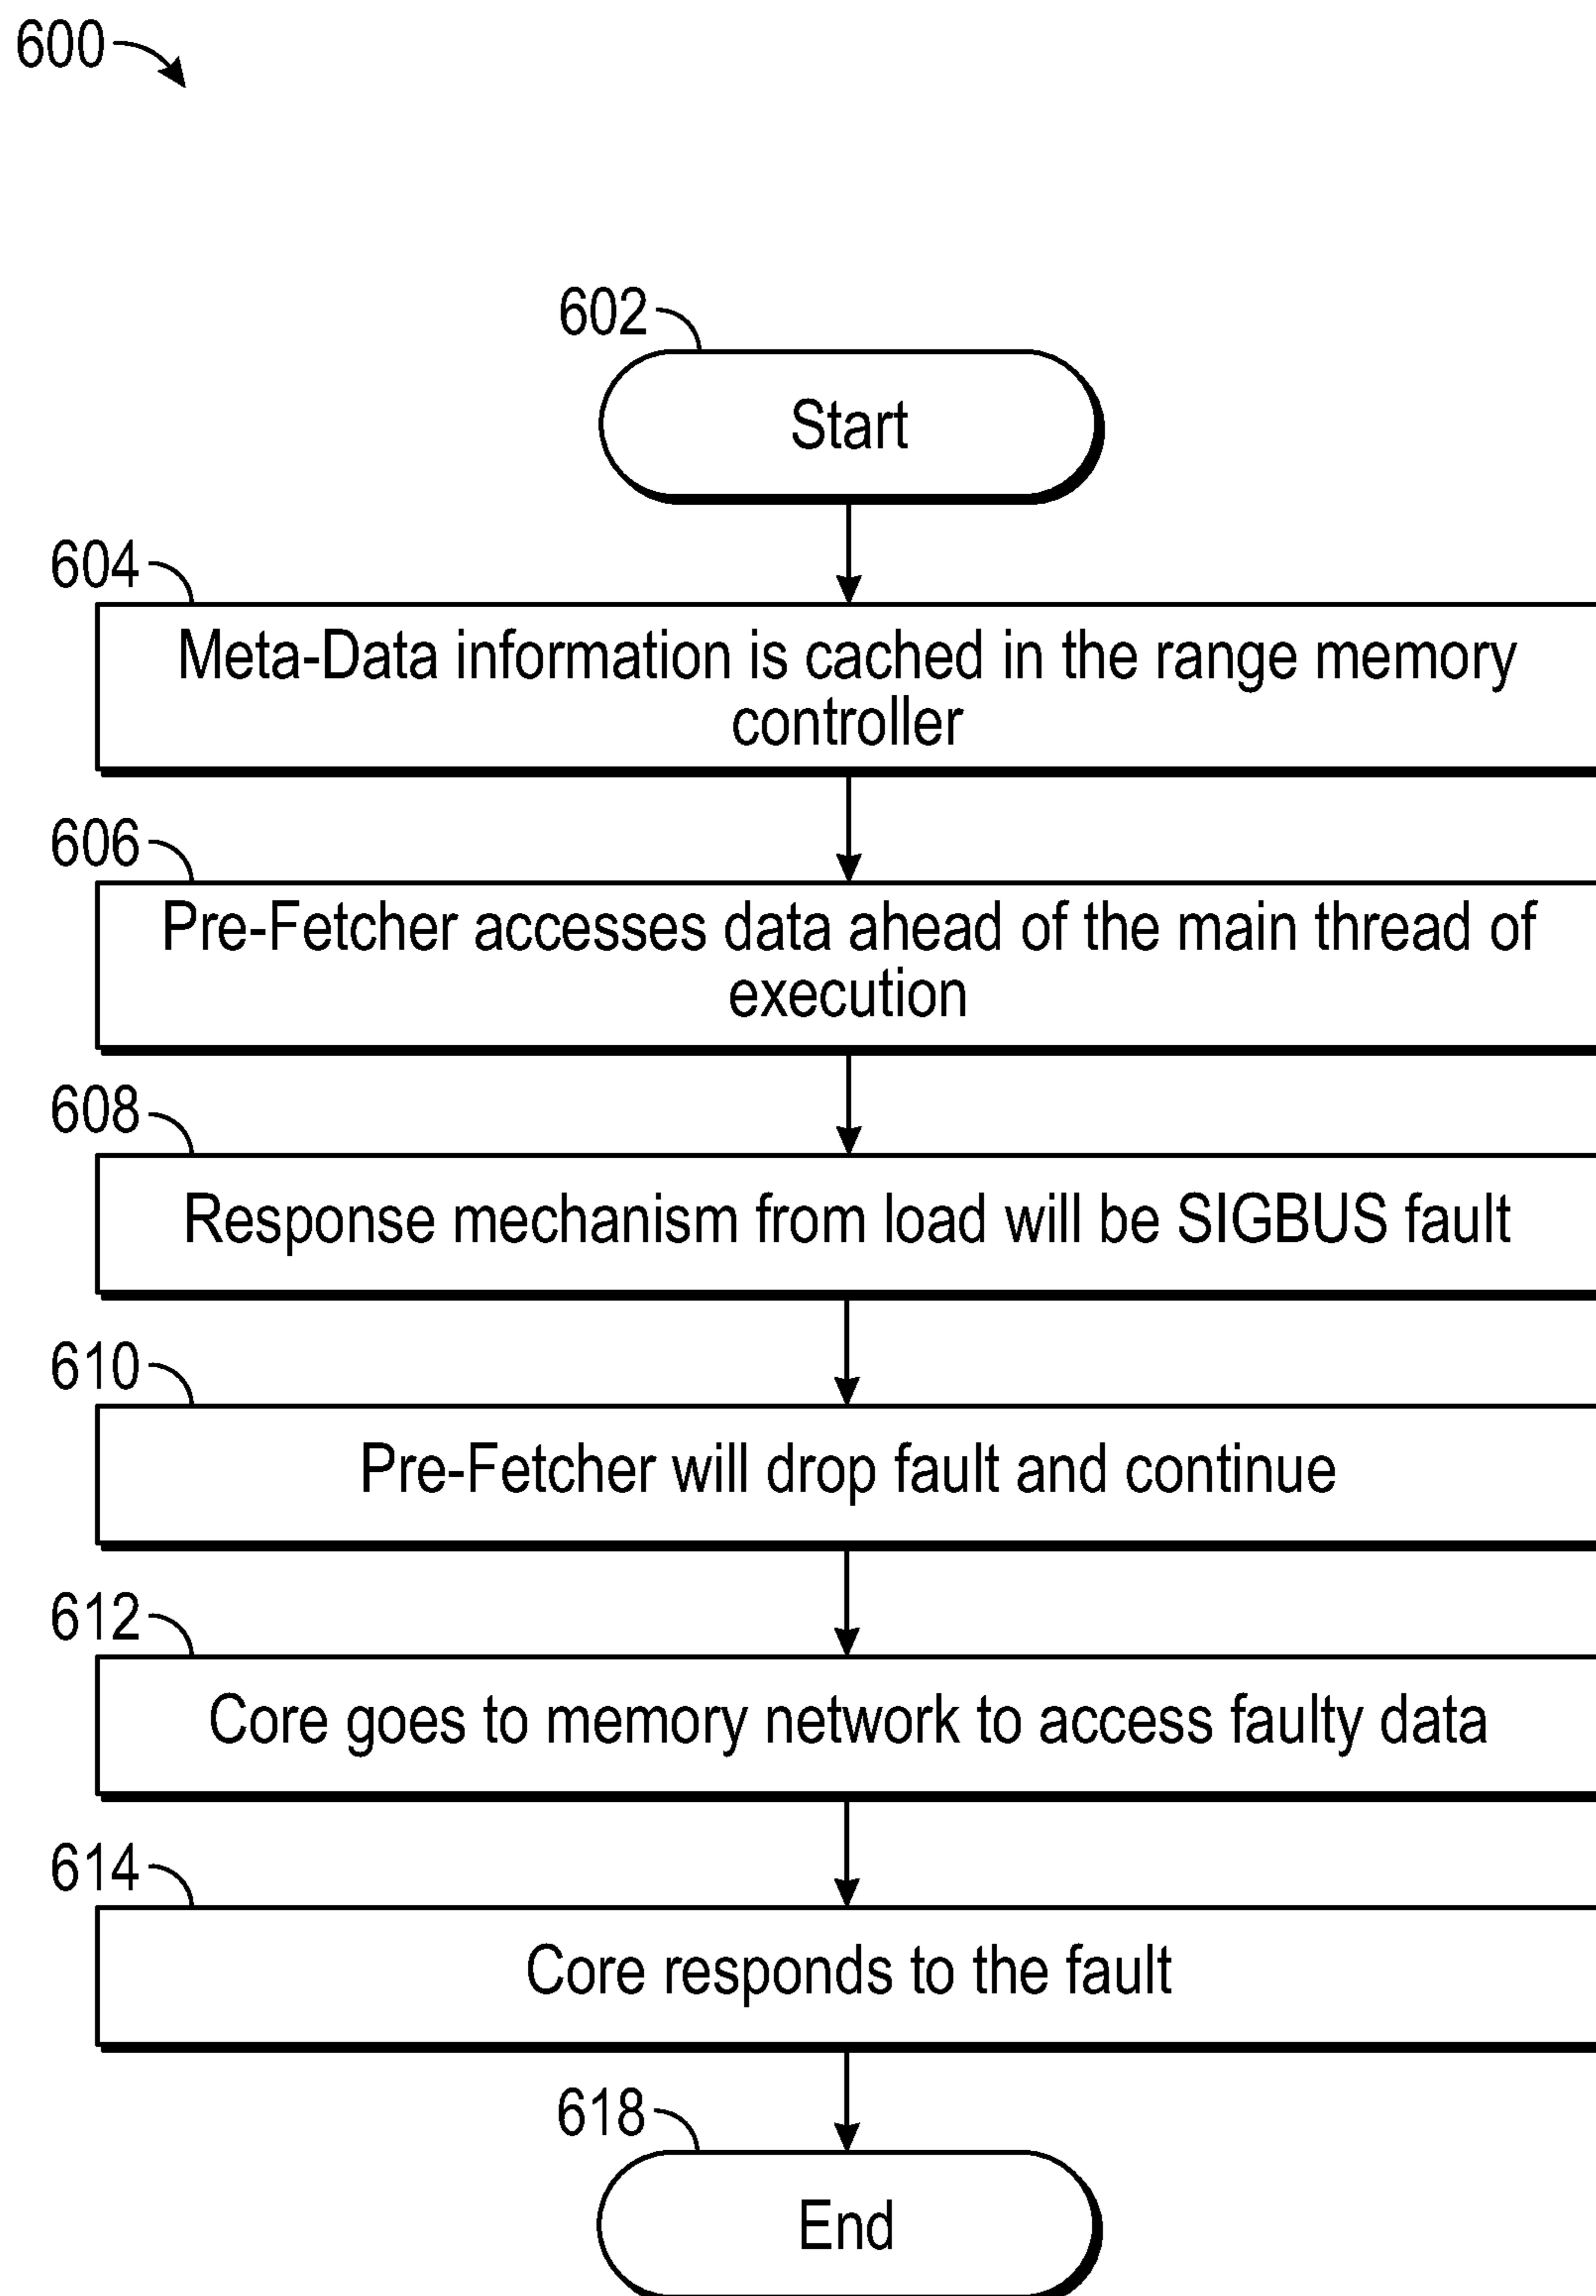 600
602
Start
604
Meta-Data information is cached in the range memory
controller
606
Pre-Fetcher accesses data ahead of the main thread of
execution
608
Response mechanism from load will be SIGBUS fault
610
Pre-Fetcher will drop fault and continue
612
Core goes to memory network to access faulty data
614
Core responds to the fault
618
End